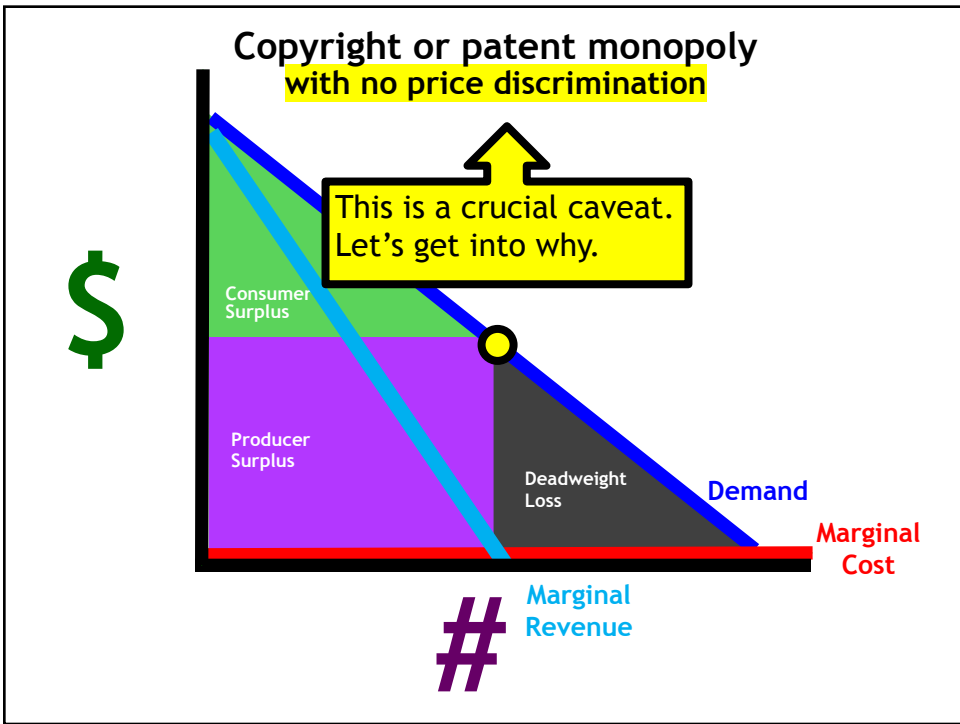 Copyright or patent monopoly
with no price discrimination
This is a crucial caveat.
Let’s get into why.
$
Consumer
Surplus
Producer
Surplus
Deadweight
Loss
Demand
Marginal
Cost
Marginal
Revenue
#